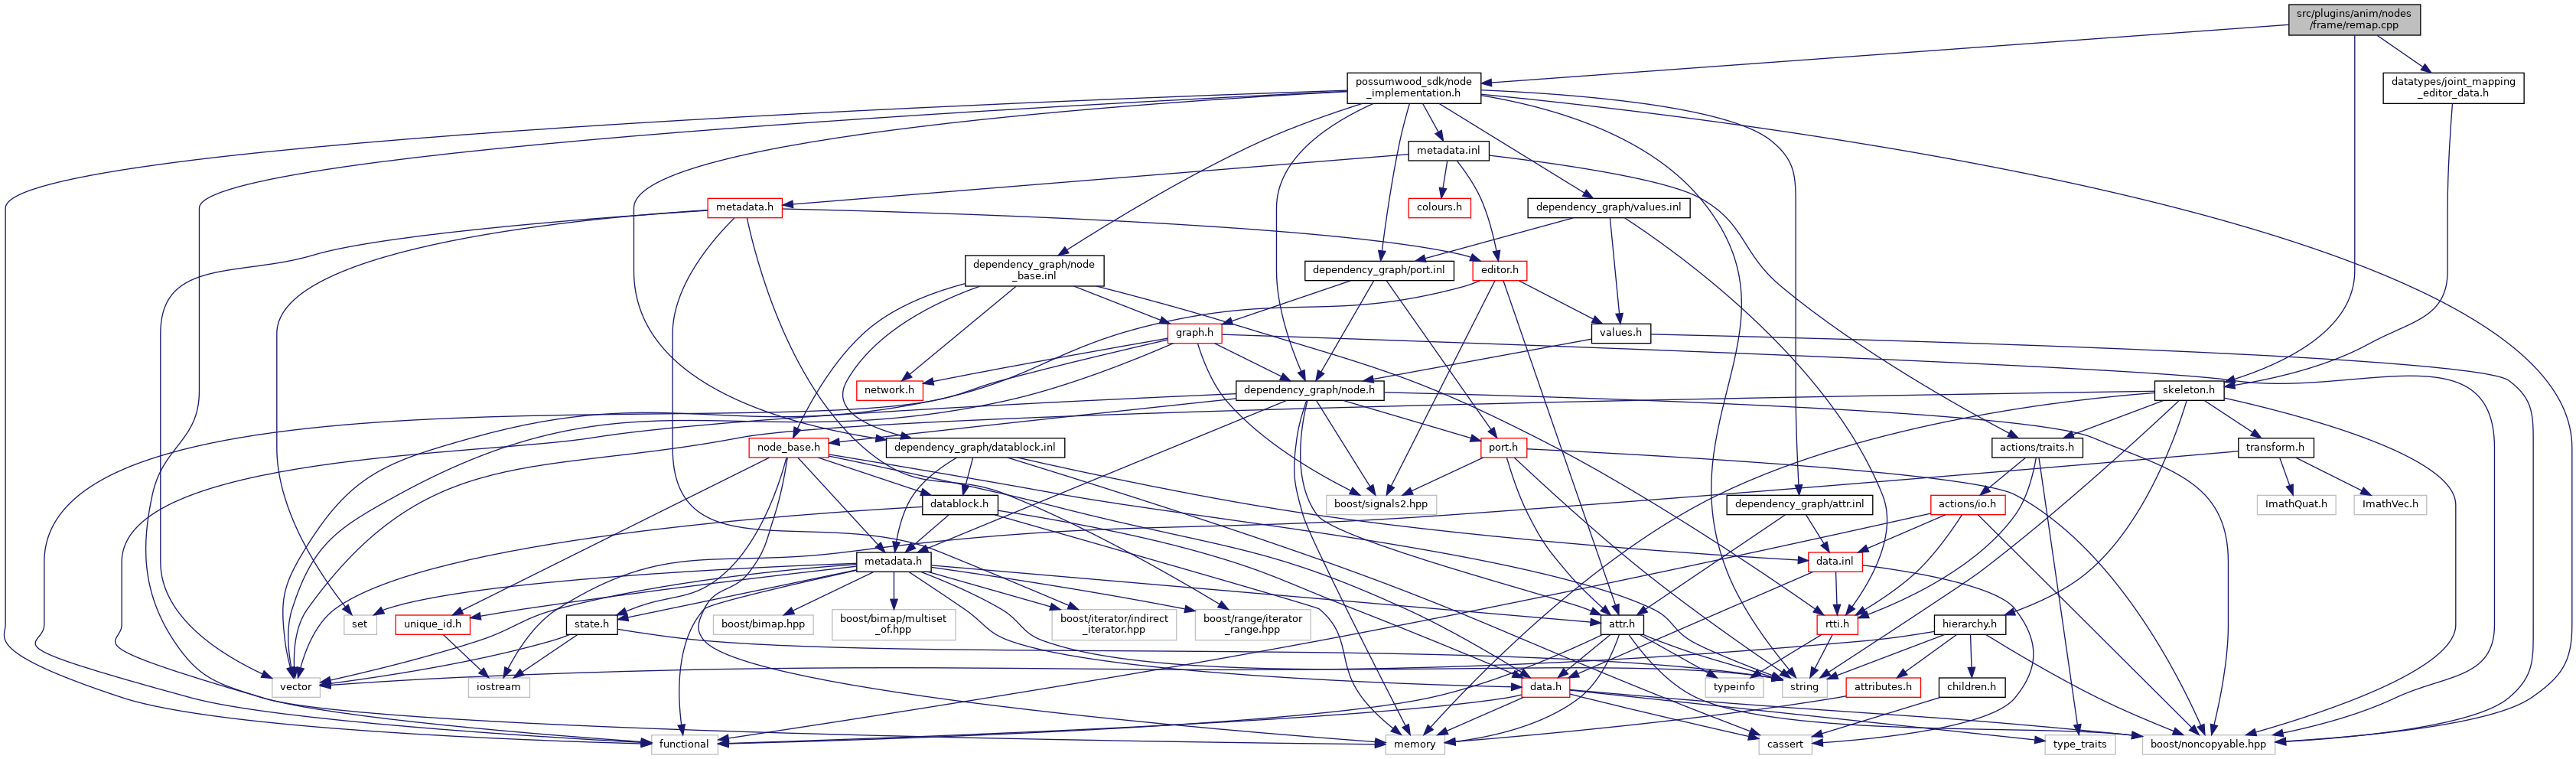 src/plugins/anim/nodes
/frame/remap.cpp
possumwood_sdk/node
_implementation.h
datatypes/joint_mapping
_editor_data.h
metadata.inl
metadata.h
colours.h
dependency_graph/values.inl
dependency_graph/node
_base.inl
dependency_graph/port.inl
editor.h
graph.h
values.h
network.h
dependency_graph/node.h
skeleton.h
node_base.h
dependency_graph/datablock.inl
port.h
actions/traits.h
transform.h
datablock.h
boost/signals2.hpp
dependency_graph/attr.inl
actions/io.h
ImathQuat.h
ImathVec.h
metadata.h
data.inl
set
unique_id.h
state.h
boost/bimap.hpp
boost/bimap/multiset
_of.hpp
boost/iterator/indirect
_iterator.hpp
boost/range/iterator
_range.hpp
attr.h
rtti.h
hierarchy.h
vector
iostream
data.h
typeinfo
string
attributes.h
children.h
functional
memory
cassert
type_traits
boost/noncopyable.hpp